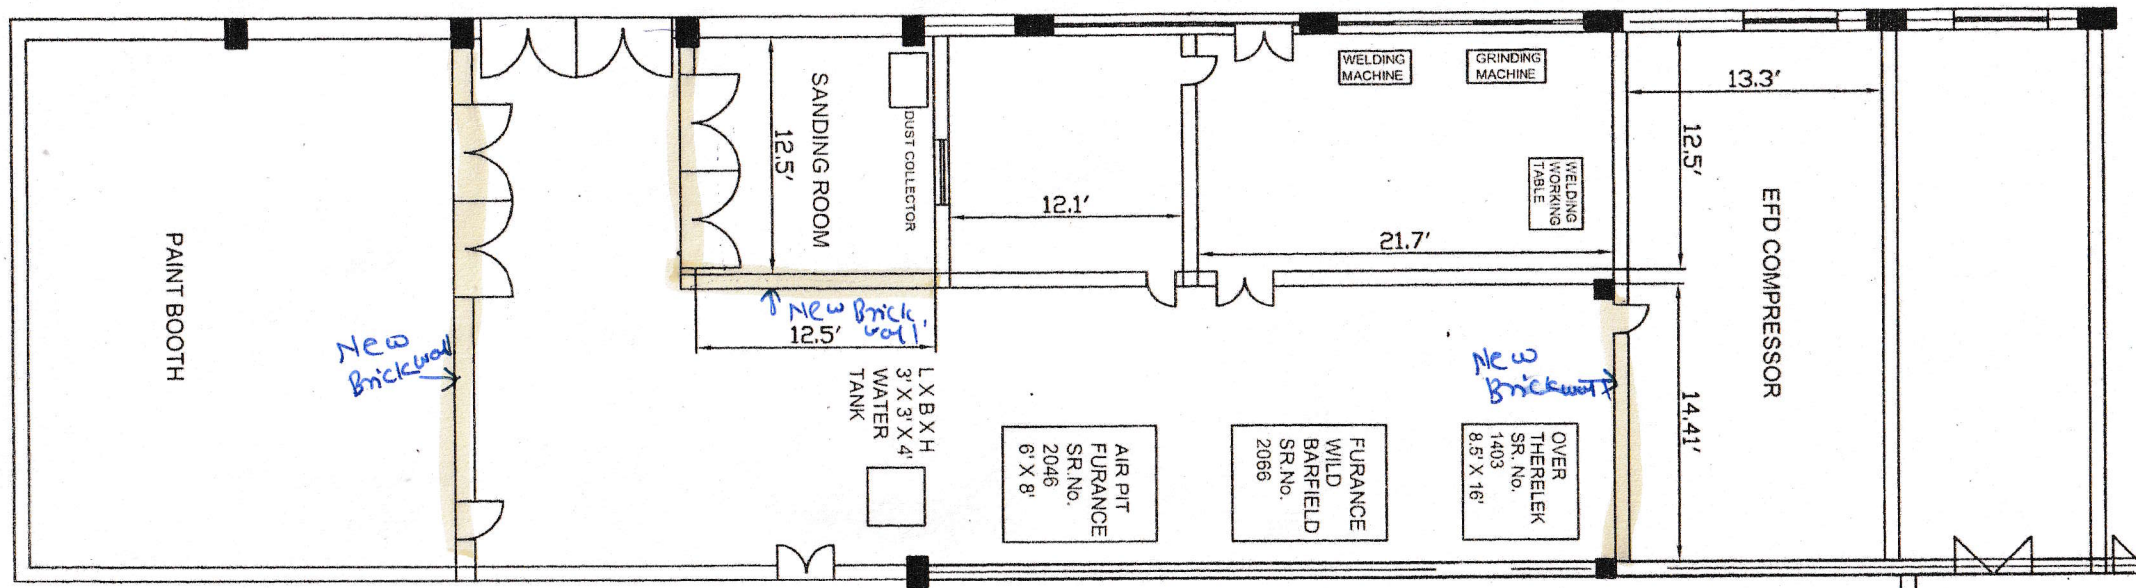 PAINT BOOTH
New
Brickwall
SANDING ROOM
12.5'
DUST COLLECTOR
New Brick
wall
12.5'
12.1'
WELDING
MACHINE
GRINDING
MACHINE
WELDING
WORKING
TABLE
21.7'
13.3'
12.5'
EFD COMPRESSOR
14.41'
L X B X H
3' X 3' X 4'
WATER
TANK
AIR PIT
FURANCE
SR.No.
2046
6' X 8'
FURANCE
WILD
BARFIELD
SR.No.
2066
New
Brickwall
OVER
THERELEK
SR. No.
1403
8.5' X 16'